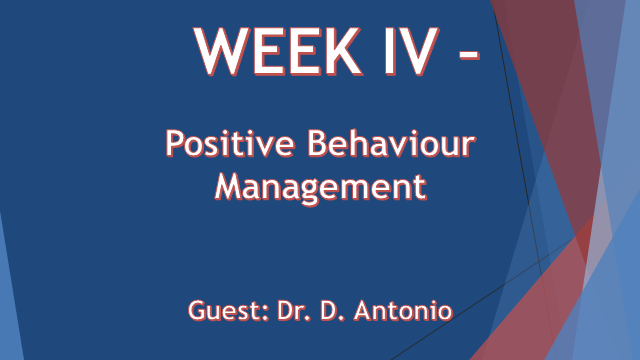 WEEK IV –
Positive Behaviour
Management
Guest: Dr. D. Antonio